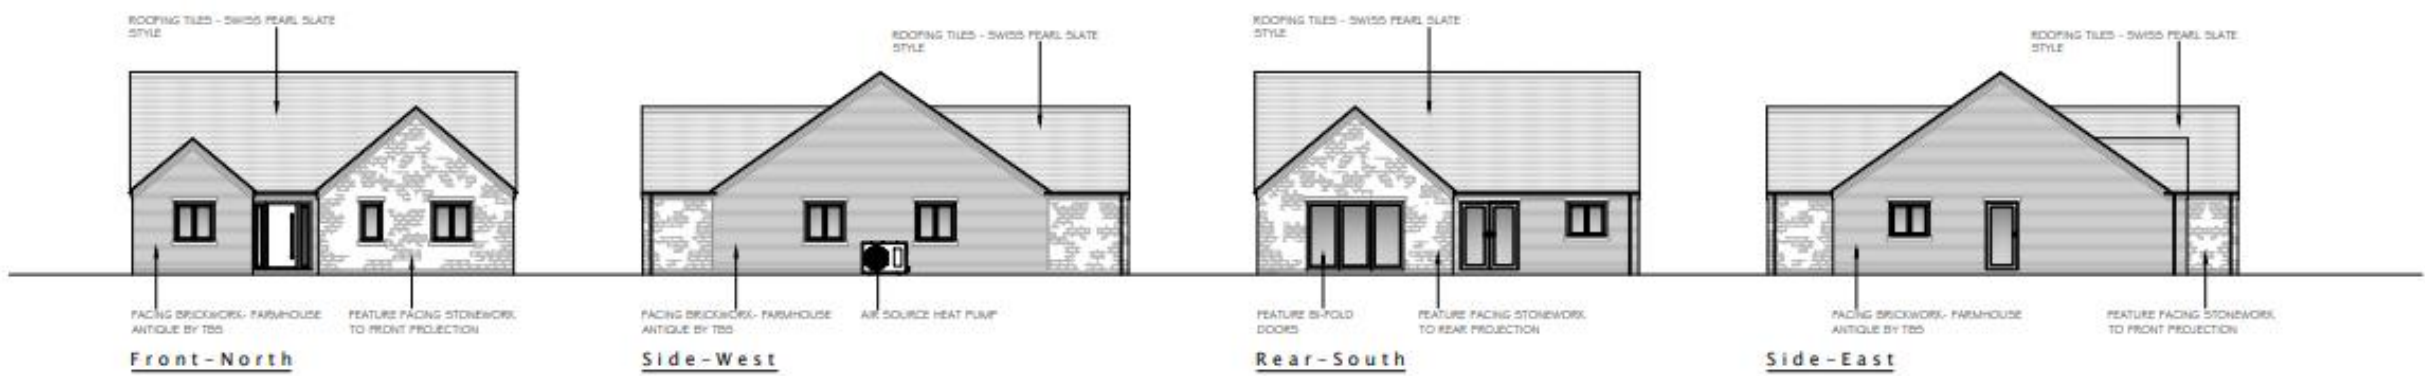 ROOFING TILES - SWISS PEARL SLATE
STYLE
FACING BRICKWORK- FARMHOUSE
ANTIQUE BY TBS
FEATURE FACING STONEWORK
TO FRONT PROJECTION
Front-North
ROOFING TILES - SWISS PEARL SLATE
STYLE
FACING BRICKWORK- FARMHOUSE
ANTIQUE BY TBS
AIR SOURCE HEAT PUMP
Side-West
ROOFING TILES - SWISS PEARL SLATE
STYLE
FEATURE BI-FOLD
DOORS
FEATURE FACING STONEWORK
TO REAR PROJECTION
Rear-South
ROOFING TILES - SWISS PEARL SLATE
STYLE
FACING BRICKWORK- FARMHOUSE
ANTIQUE BY TBS
FEATURE FACING STONEWORK
TO FRONT PROJECTION
Side-East